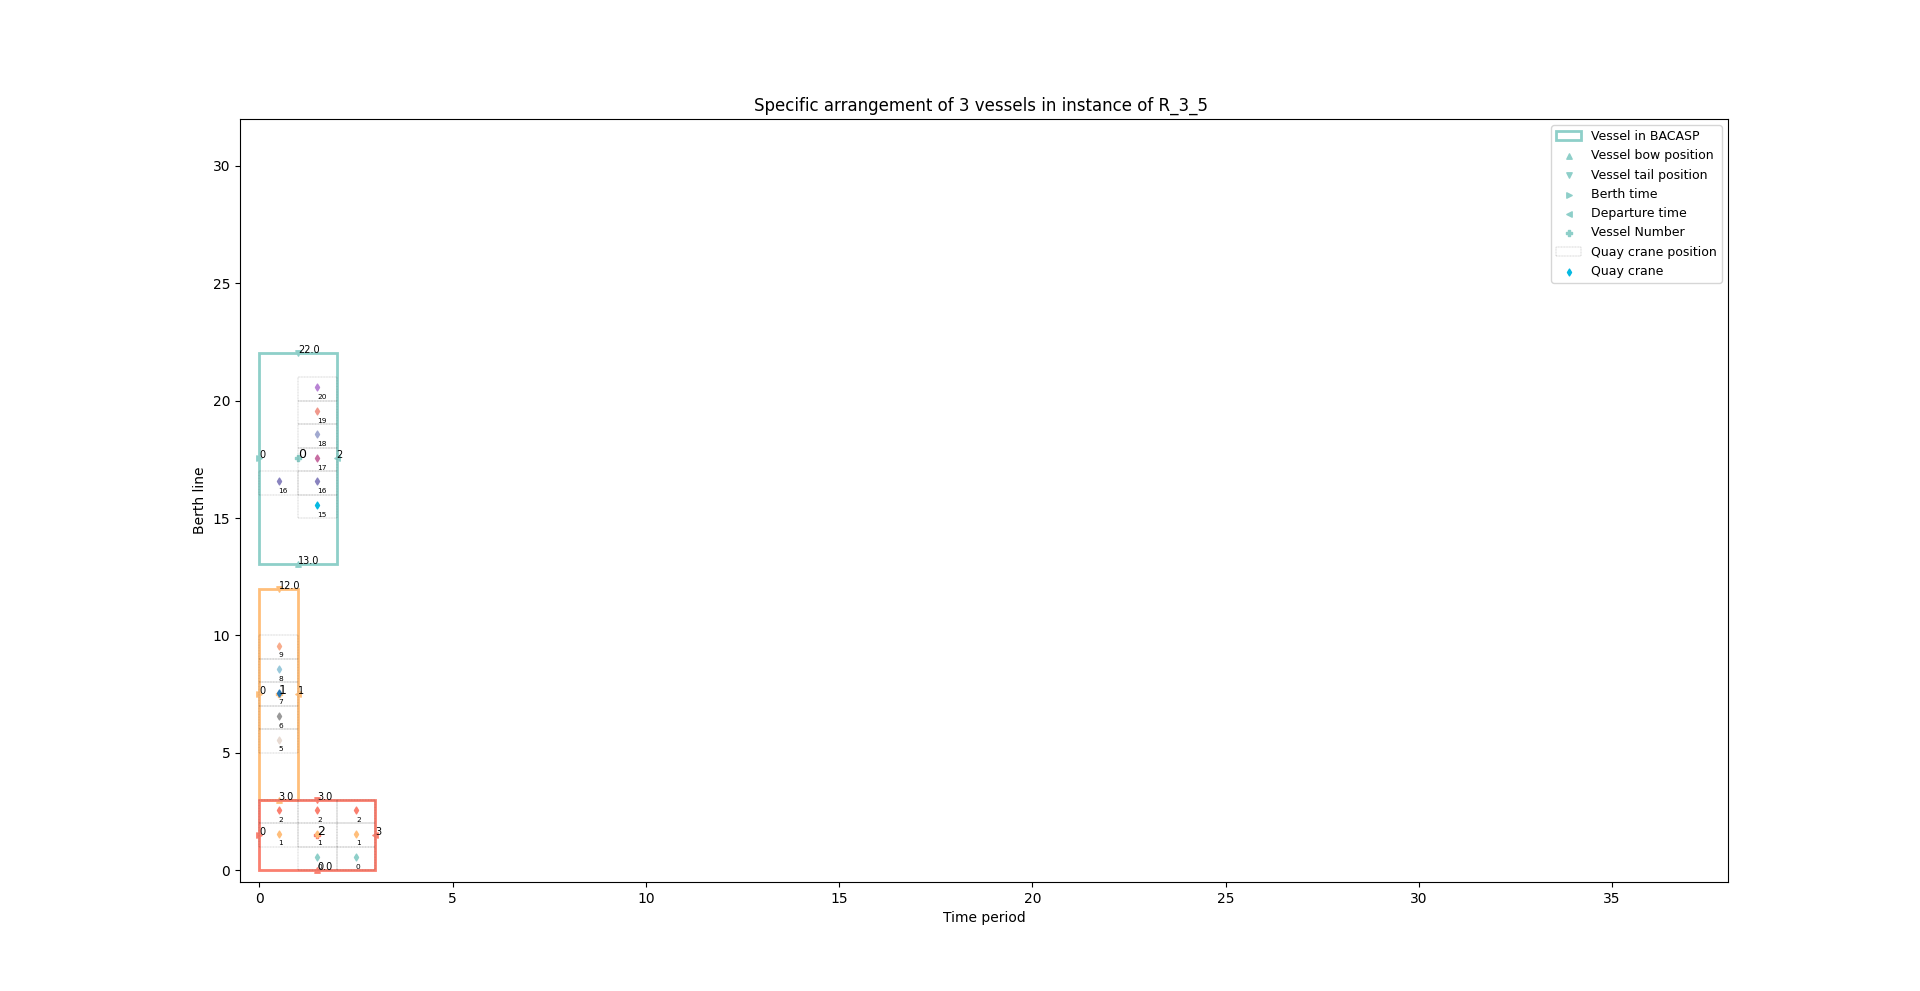 Specific arrangement of 3 vessels in instance of R_3_5
Vessel in BACASP
Vessel bow position
Vessel tail position
Berth time
Departure time
Vessel Number
Quay crane position
Quay crane
30
25
20
15
10
5
0
Berth line
22.0
20
19
18
0 0 2
17
16 16
15
13.0
12.0
9
8
0 1 1
7
6
5
3.0 3.0
2 2 2
0 2 3
1 1 1
0
0.0
0 5 10 15 20 25 30 35
Time period